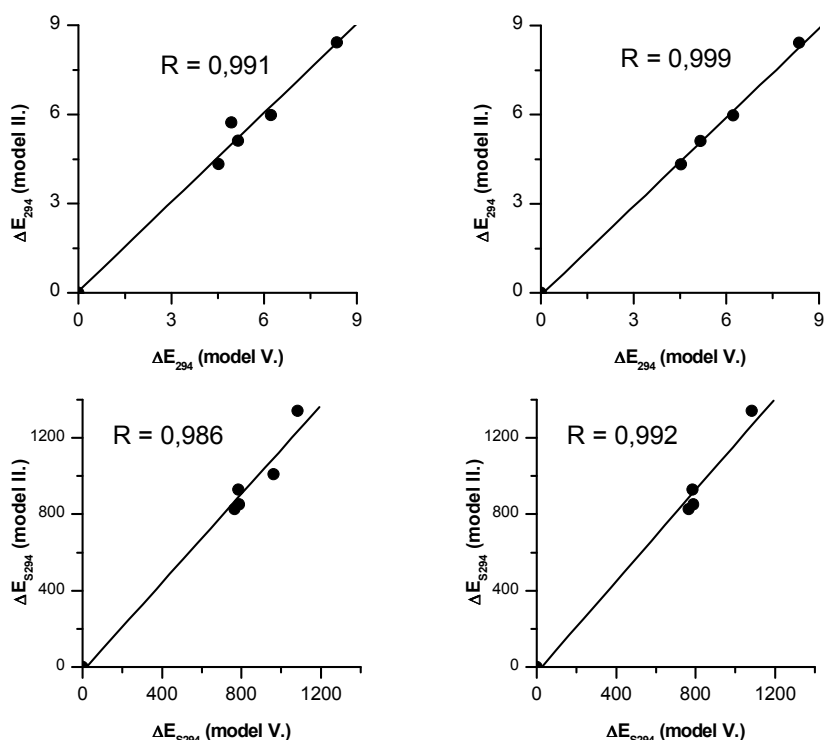 9
6
3
0
ΔE294 (model II.)
R = 0,991
0 3 6 9
ΔE294 (model V.)
9
6
3
0
ΔE294 (model II.)
R = 0,999
0 3 6 9
ΔE294 (model V.)
1200
800
400
0
ΔES294 (model II.)
R = 0,986
0 400 800 1200
ΔES294 (model V.)
1200
800
400
0
ΔES294 (model II.)
R = 0,992
0 400 800 1200
ΔES294 (model V.)